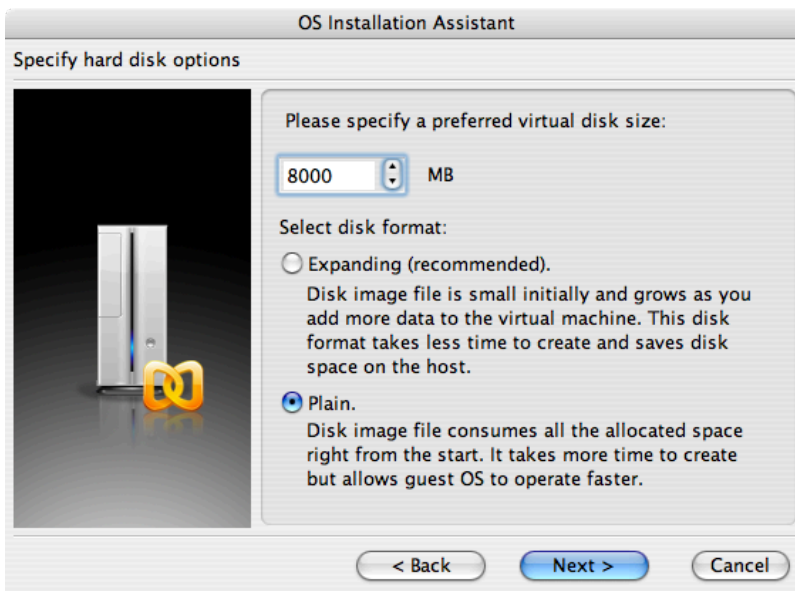 OS Installation Assistant
Specify hard disk options
Please specify a preferred virtual disk size:
8000 MB
Select disk format:
Expanding (recommended).
Disk image file is small initially and grows as you
add more data to the virtual machine. This disk
format takes less time to create and saves disk
space on the host.
Plain.
Disk image file consumes all the allocated space
right from the start. It takes more time to create
but allows guest OS to operate faster.
< Back Next > Cancel